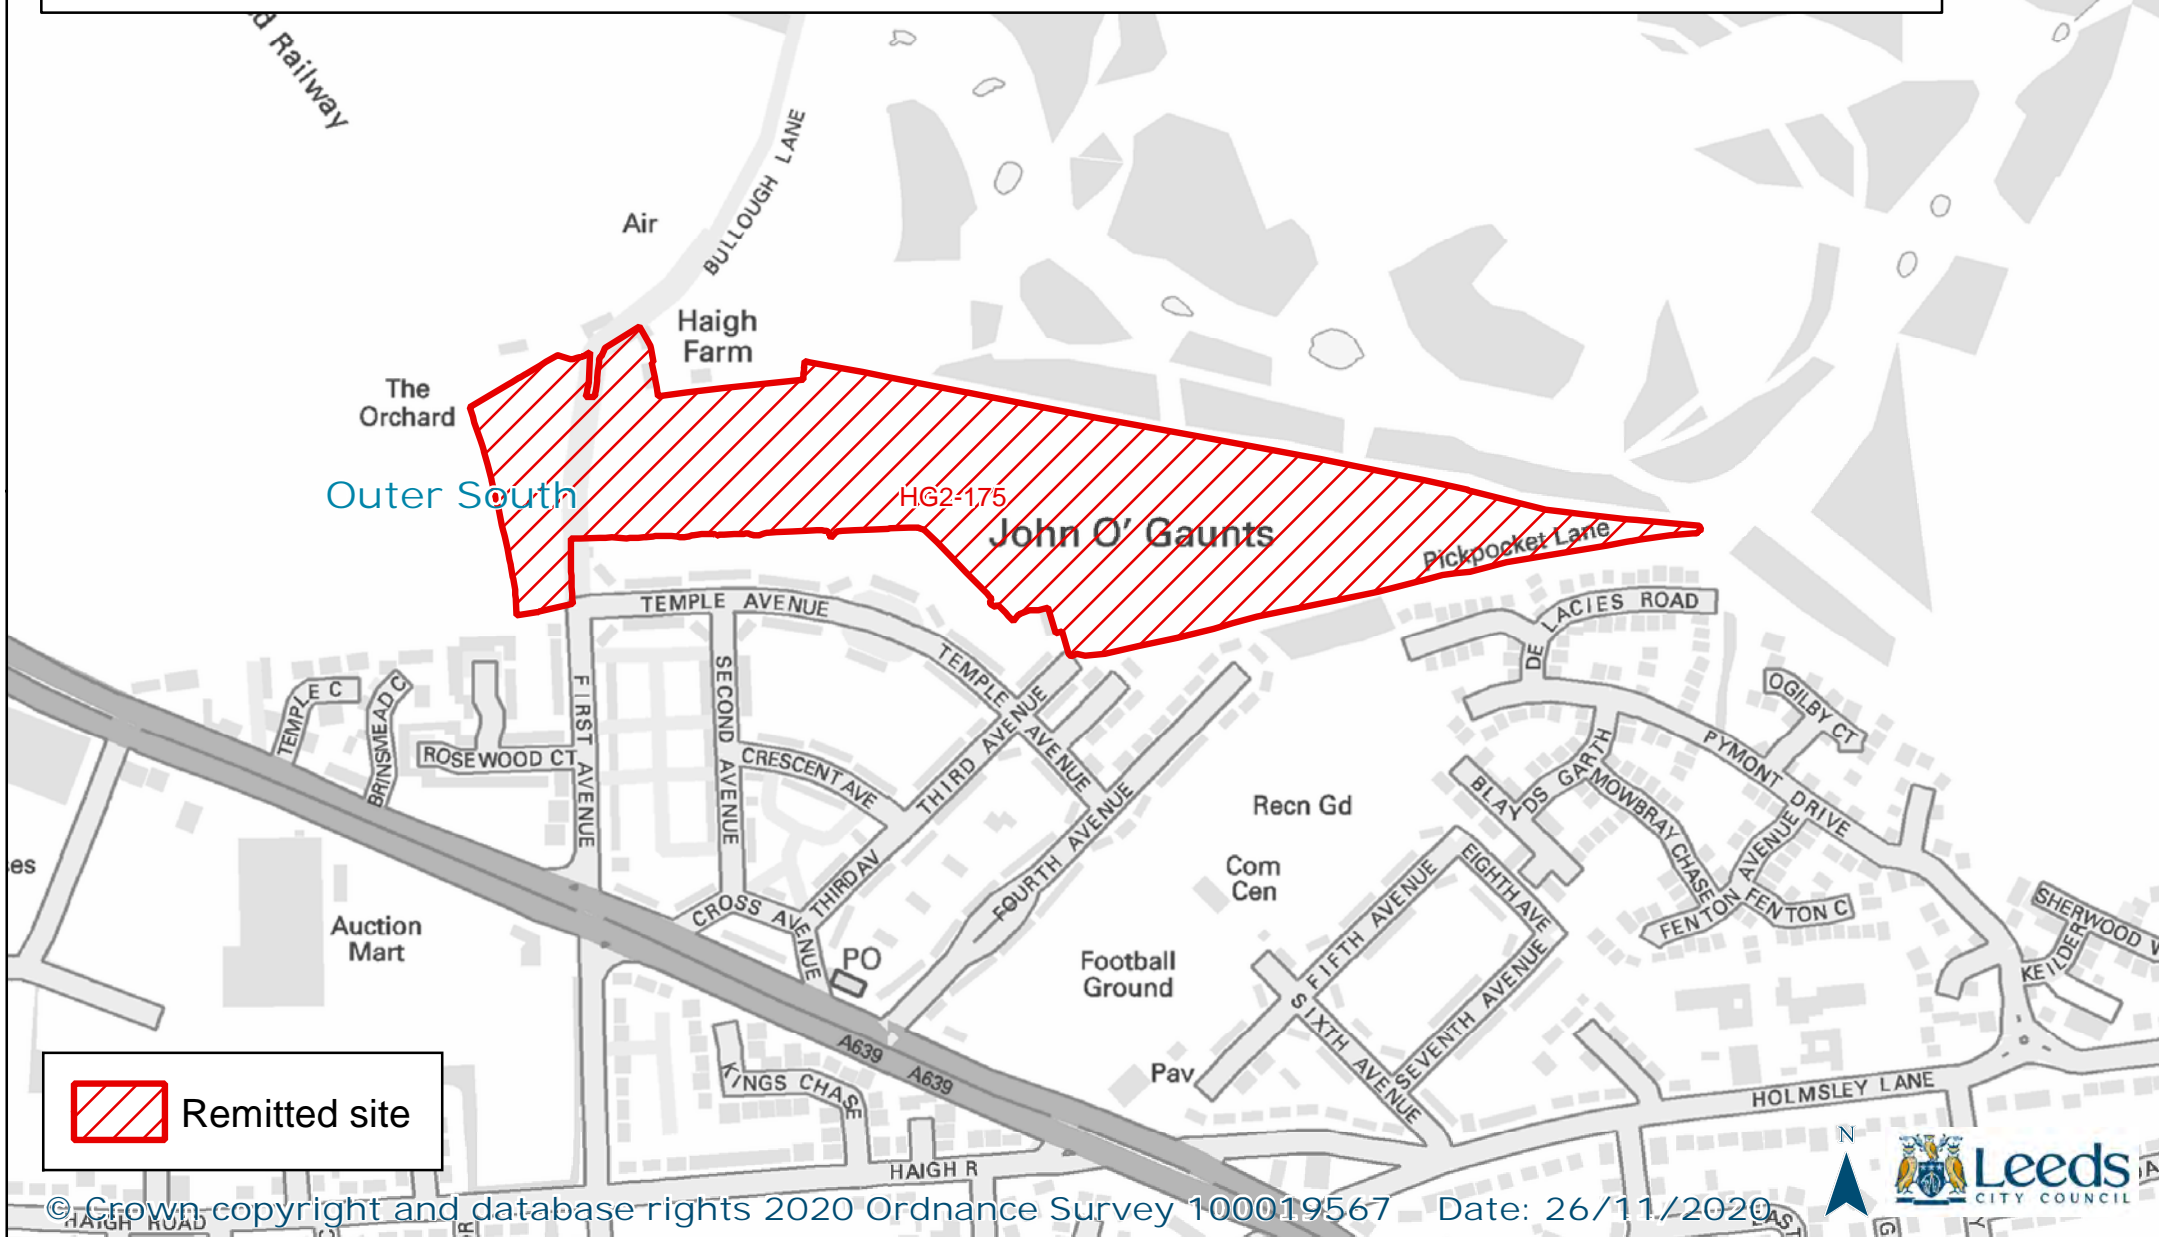 d Railway
BULLOUGH LANE
Air
Haigh
Farm
The
Orchard
Outer South
HG2-175
John O' Gaunts
Pickpocket Lane
TEMPLE AVENUE
DE LACIES ROAD
TEMPLE C
BRINSMEAD C
ROSEWOOD CT
FIRST AVENUE
SECOND AVENUE
CRESCENT AVE
TEMPLE AVENUE
THIRD AVENUE
THIRD AV
FOURTH AVENUE
CROSS AVENUE
OGILBY CT
PYMONT DRIVE
BLAYDS GARTH
MOWBRAY CHASE
FENTON AVENUE
FENTON C
SHERWOOD W
KEILDER
Recn Gd
Com
Cen
EIGHTH AVE
FIFTH AVENUE
SIXTH AVENUE
SEVENTH AVENUE
es
Auction
Mart
PO
Football
Ground
Pav
A639
A639
KINGS CHASE
HOLMSLEY LANE
HAIGH R
HAIGH ROAD
EAST
Remitted site
N
Leeds
CITY COUNCIL
© Crown copyright and database rights 2020 Ordnance Survey 100019567 Date: 26/11/2020